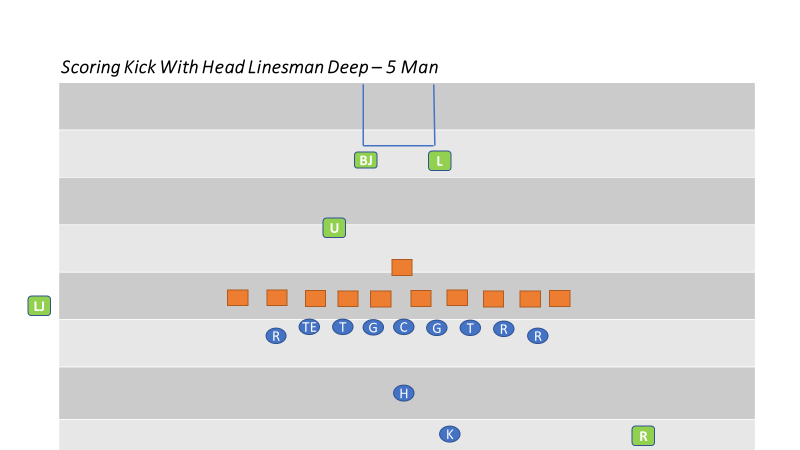 Scoring Kick With Head Linesman Deep – 5 Man
BJ L
U
LJ
R TE T G C G T R R
H
K R